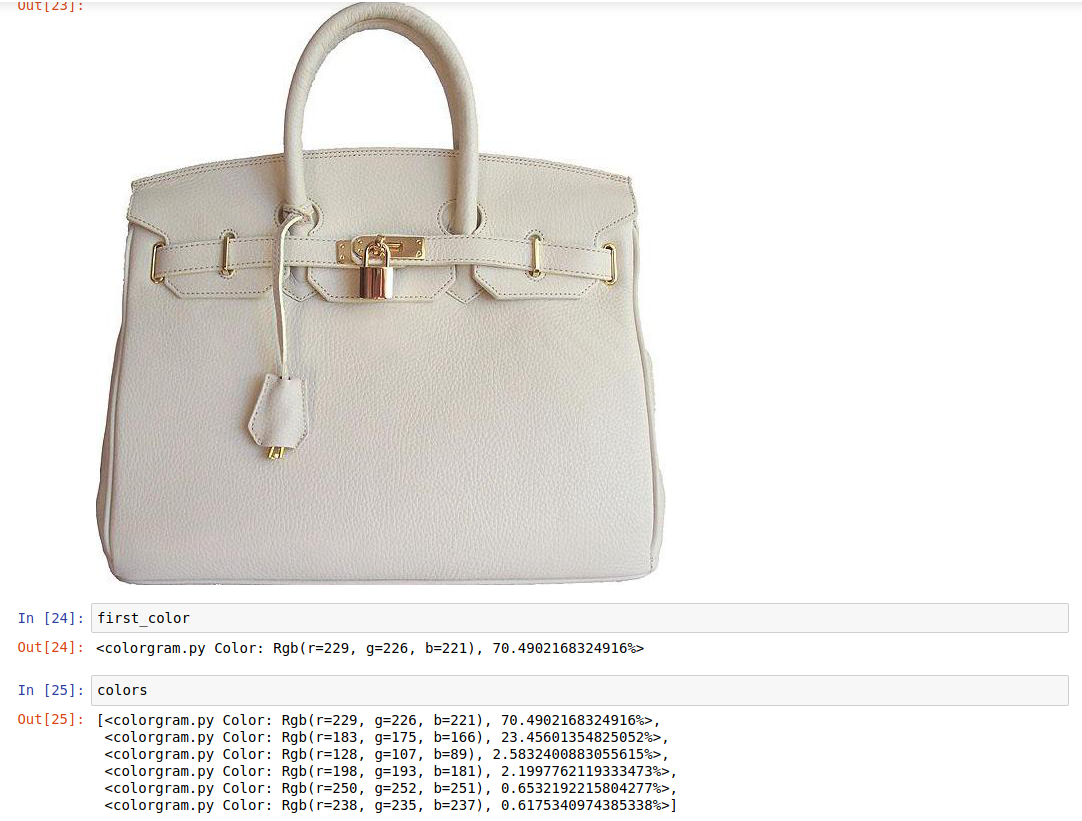 Out[23]:
In [24]: first_color
Out[24]: <colorgram.py Color: Rgb(r=229, g=226, b=221), 70.4902168324916%>
In [25]: colors
Out[25]: [<colorgram.py Color: Rgb(r=229, g=226, b=221), 70.4902168324916%>,
<colorgram.py Color: Rgb(r=183, g=175, b=166), 23.45601354825052%>,
<colorgram.py Color: Rgb(r=128, g=107, b=89), 2.5832400883055615%>,
<colorgram.py Color: Rgb(r=198, g=193, b=181), 2.1997762119333473%>,
<colorgram.py Color: Rgb(r=250, g=252, b=251), 0.6532192215804277%>,
<colorgram.py Color: Rgb(r=238, g=235, b=237), 0.6175340974385338%>]